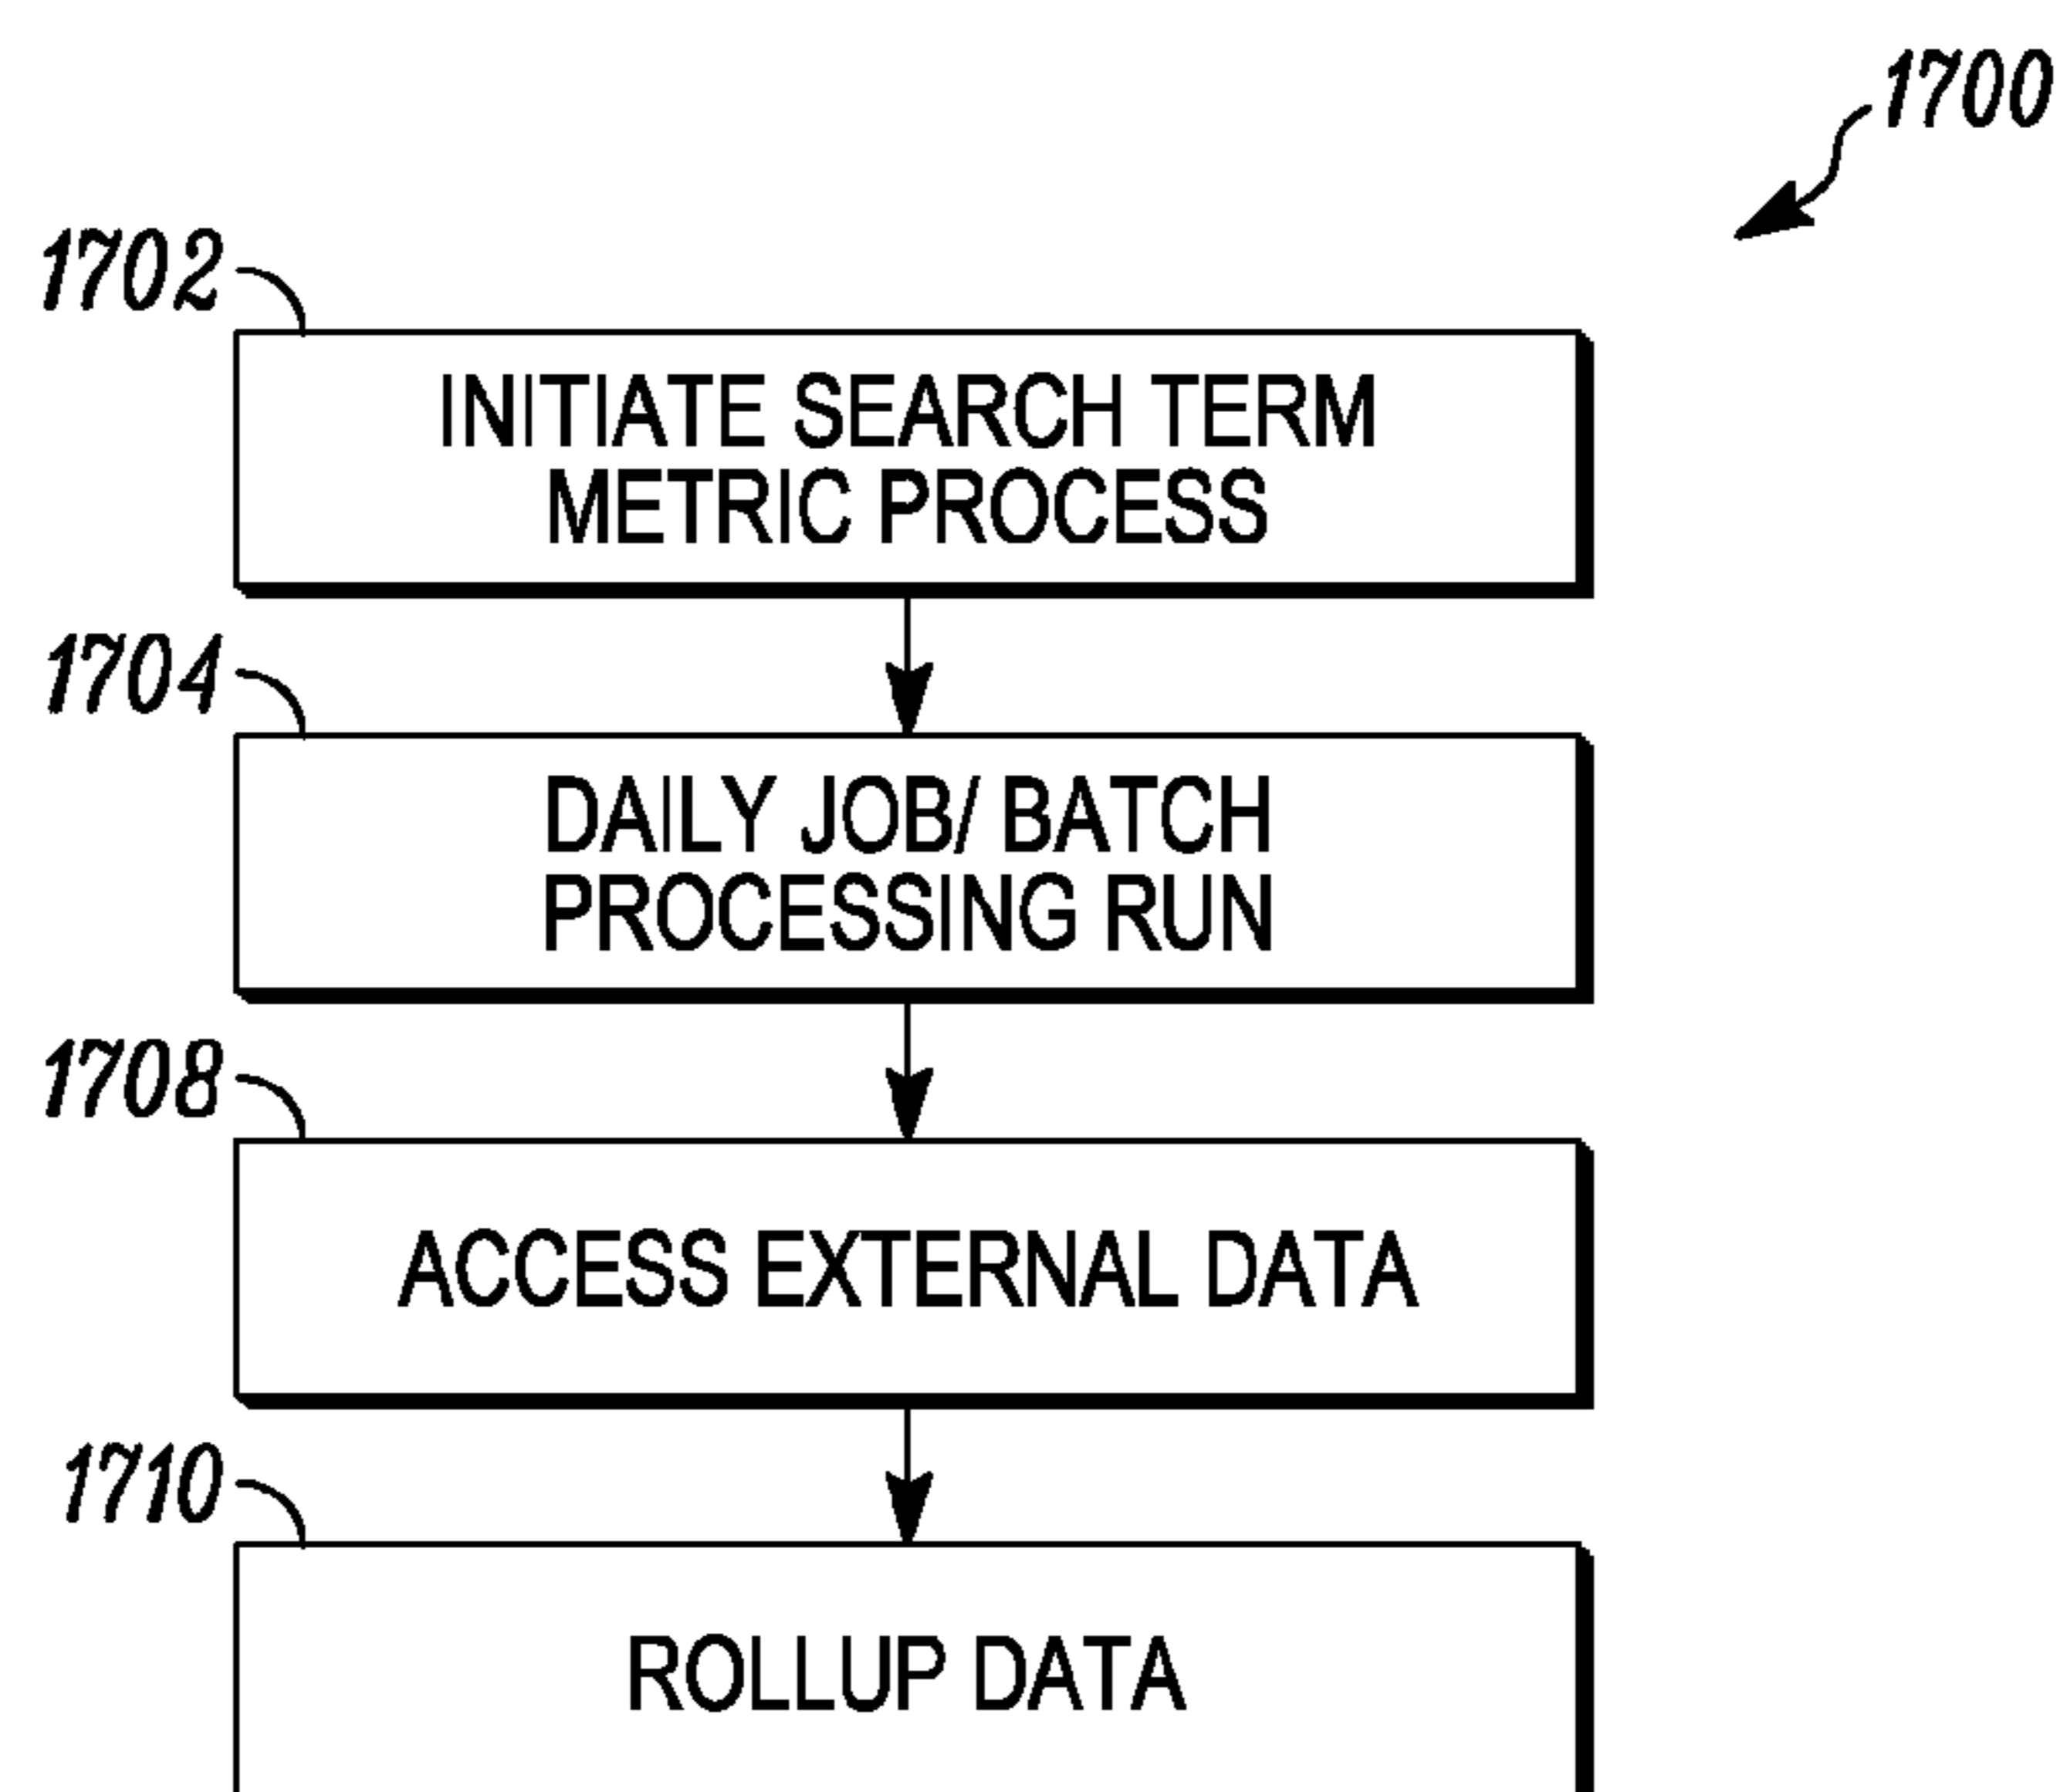 1700
1702
INITIATE SEARCH TERM
METRIC PROCESS
1704
DAILY JOB/ BATCH
PROCESSING RUN
1708
ACCESS EXTERNAL DATA
1710
ROLLUP DATA